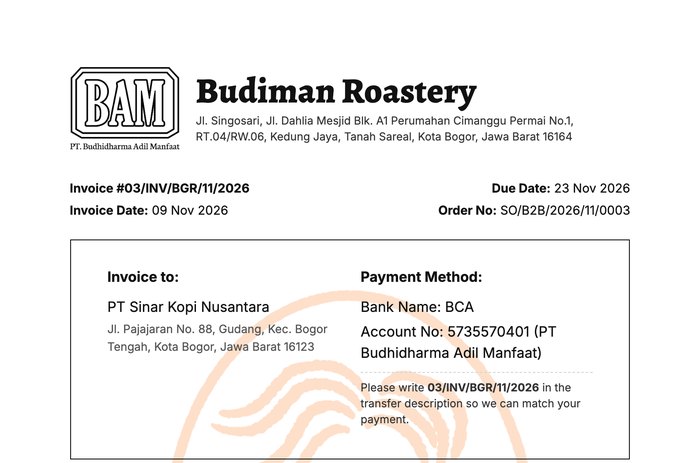 BAM
PT. Budhidharma Adil Manfaat
Budiman Roastery
Jl. Singosari, Jl. Dahlia Mesjid Blk. A1 Perumahan Cimanggu Permai No.1,
RT.04/RW.06, Kedung Jaya, Tanah Sareal, Kota Bogor, Jawa Barat 16164
Invoice #03/INV/BGR/11/2026
Due Date: 23 Nov 2026
Invoice Date: 09 Nov 2026
Order No: SO/B2B/2026/11/0003
Invoice to:
PT Sinar Kopi Nusantara
Jl. Pajajaran No. 88, Gudang, Kec. Bogor
Tengah, Kota Bogor, Jawa Barat 16123
Payment Method:
Bank Name: BCA
Account No: 5735570401 (PT
Budhidharma Adil Manfaat)
Please write 03/INV/BGR/11/2026 in the
transfer description so we can match your
payment.